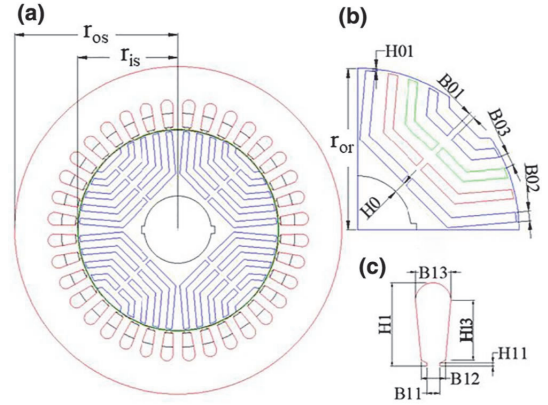 (a)
r_os
r_is
(b)
H01
B01
B03
B02
r_or
H0
(c)
B13
H1
H13
H11
B12
B11